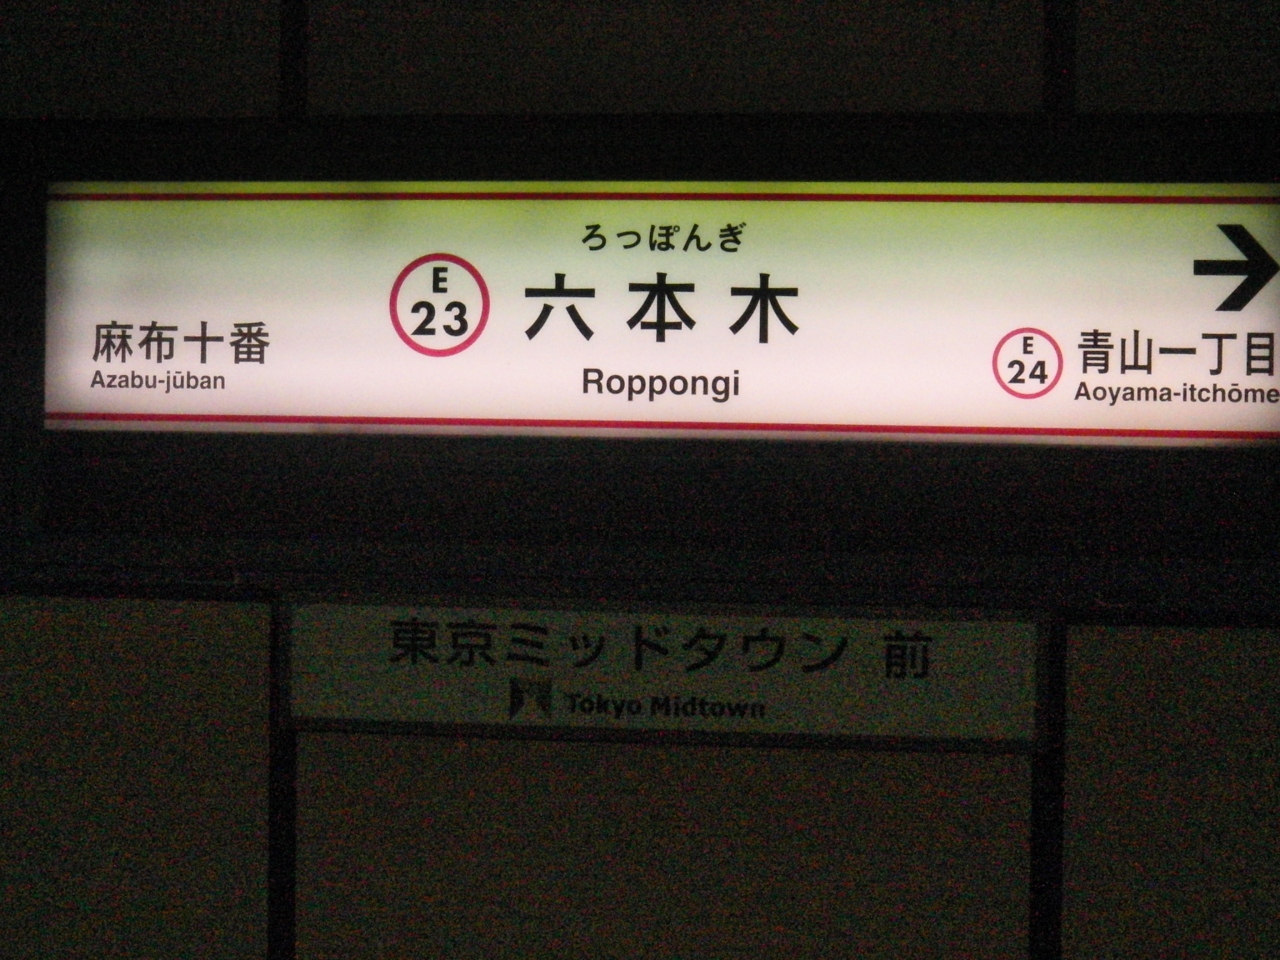 麻布十番
Azabu-jūban
E
23
ろっぽんぎ
六本木
Roppongi
→
E
24
青山一丁目
Aoyama-itchōme
東京ミッドタウン 前
Tokyo Midtown